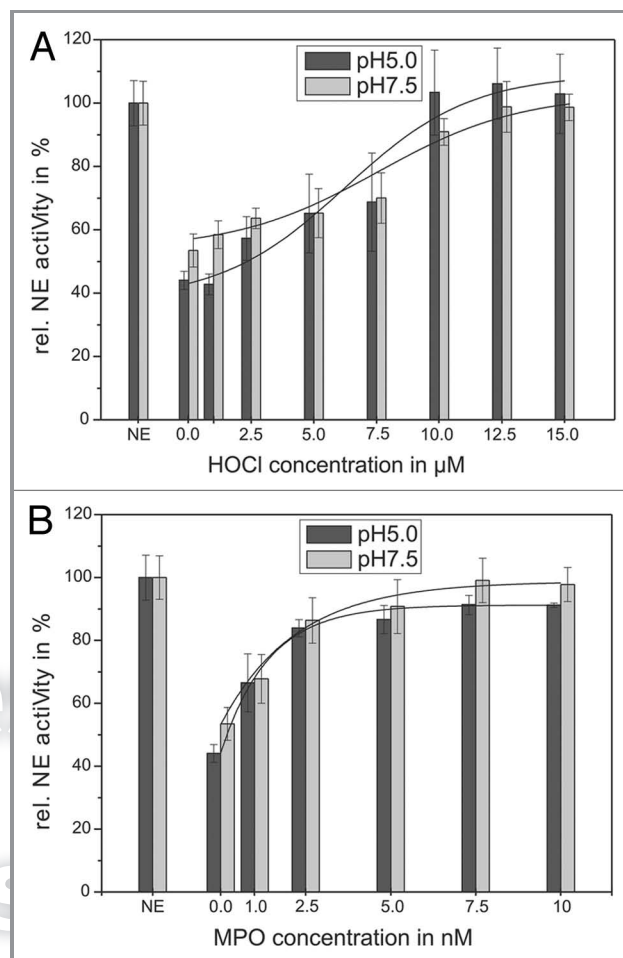 A
120
100
80
60
40
20
0
rel. NE actiVity in %
pH5.0
pH7.5
NE 0.0 2.5 5.0 7.5 10.0 12.5 15.0
HOCl concentration in µM
B
120
100
80
60
40
20
0
rel. NE actiVity in %
pH5.0
pH7.5
NE 0.0 1.0 2.5 5.0 7.5 10
MPO concentration in nM